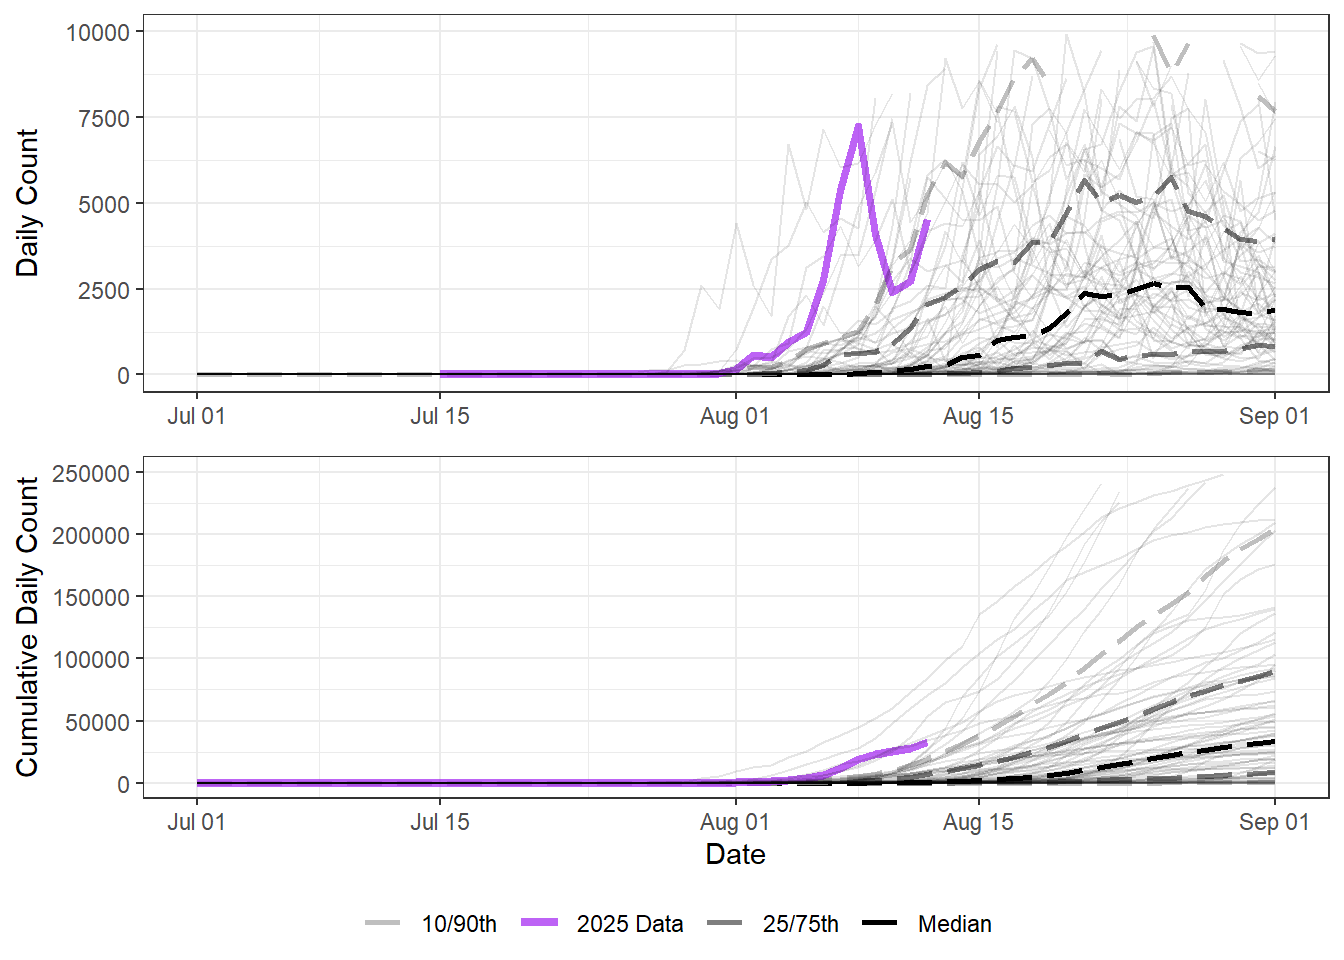 Daily Count
10000
7500
5000
2500
0
Jul 01 Jul 15 Aug 01 Aug 15 Sep 01
Cumulative Daily Count
250000
200000
150000
100000
50000
0
Jul 01 Jul 15 Aug 01 Aug 15 Sep 01
Date
10/90th 2025 Data 25/75th Median